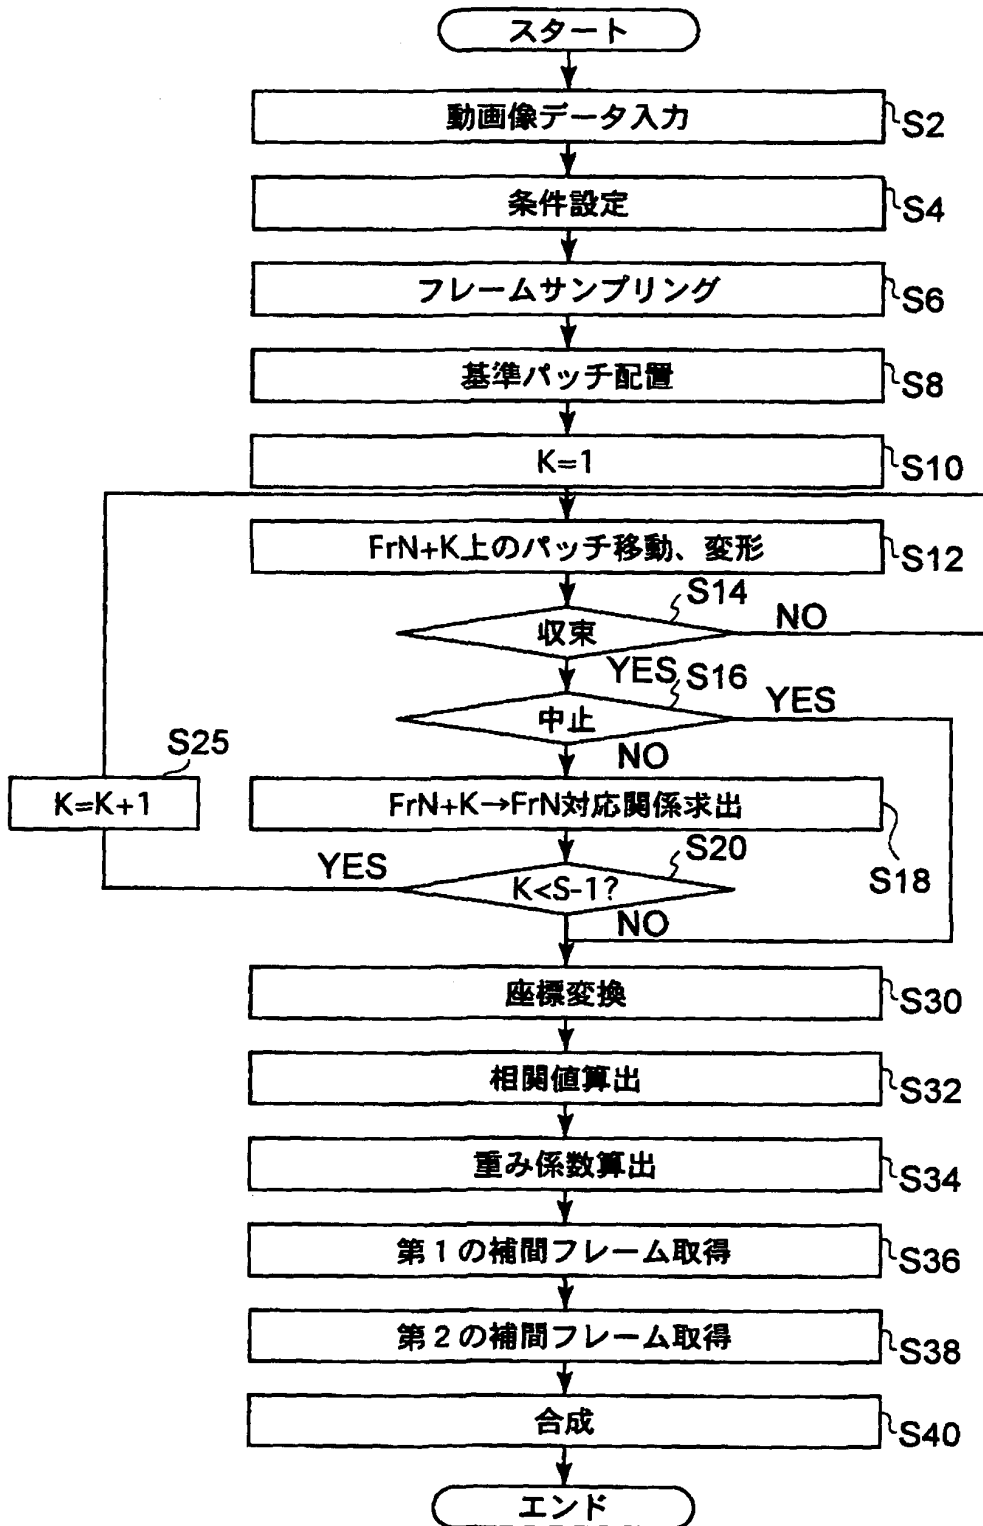 スタート
動画像データ入力
S2
条件設定
S4
フレームサンプリング
S6
基準パッチ配置
S8
K=1
S10
FrN+K上のパッチ移動、変形
S12
S14
収束
NO
YES
S16
中止
YES
NO
S25
K=K+1
FrN+K→FrN対応関係求出
S18
S20
YES
K<S-1?
NO
座標変換
S30
相関値算出
S32
重み係数算出
S34
第1の補間フレーム取得
S36
第2の補間フレーム取得
S38
合成
S40
エンド